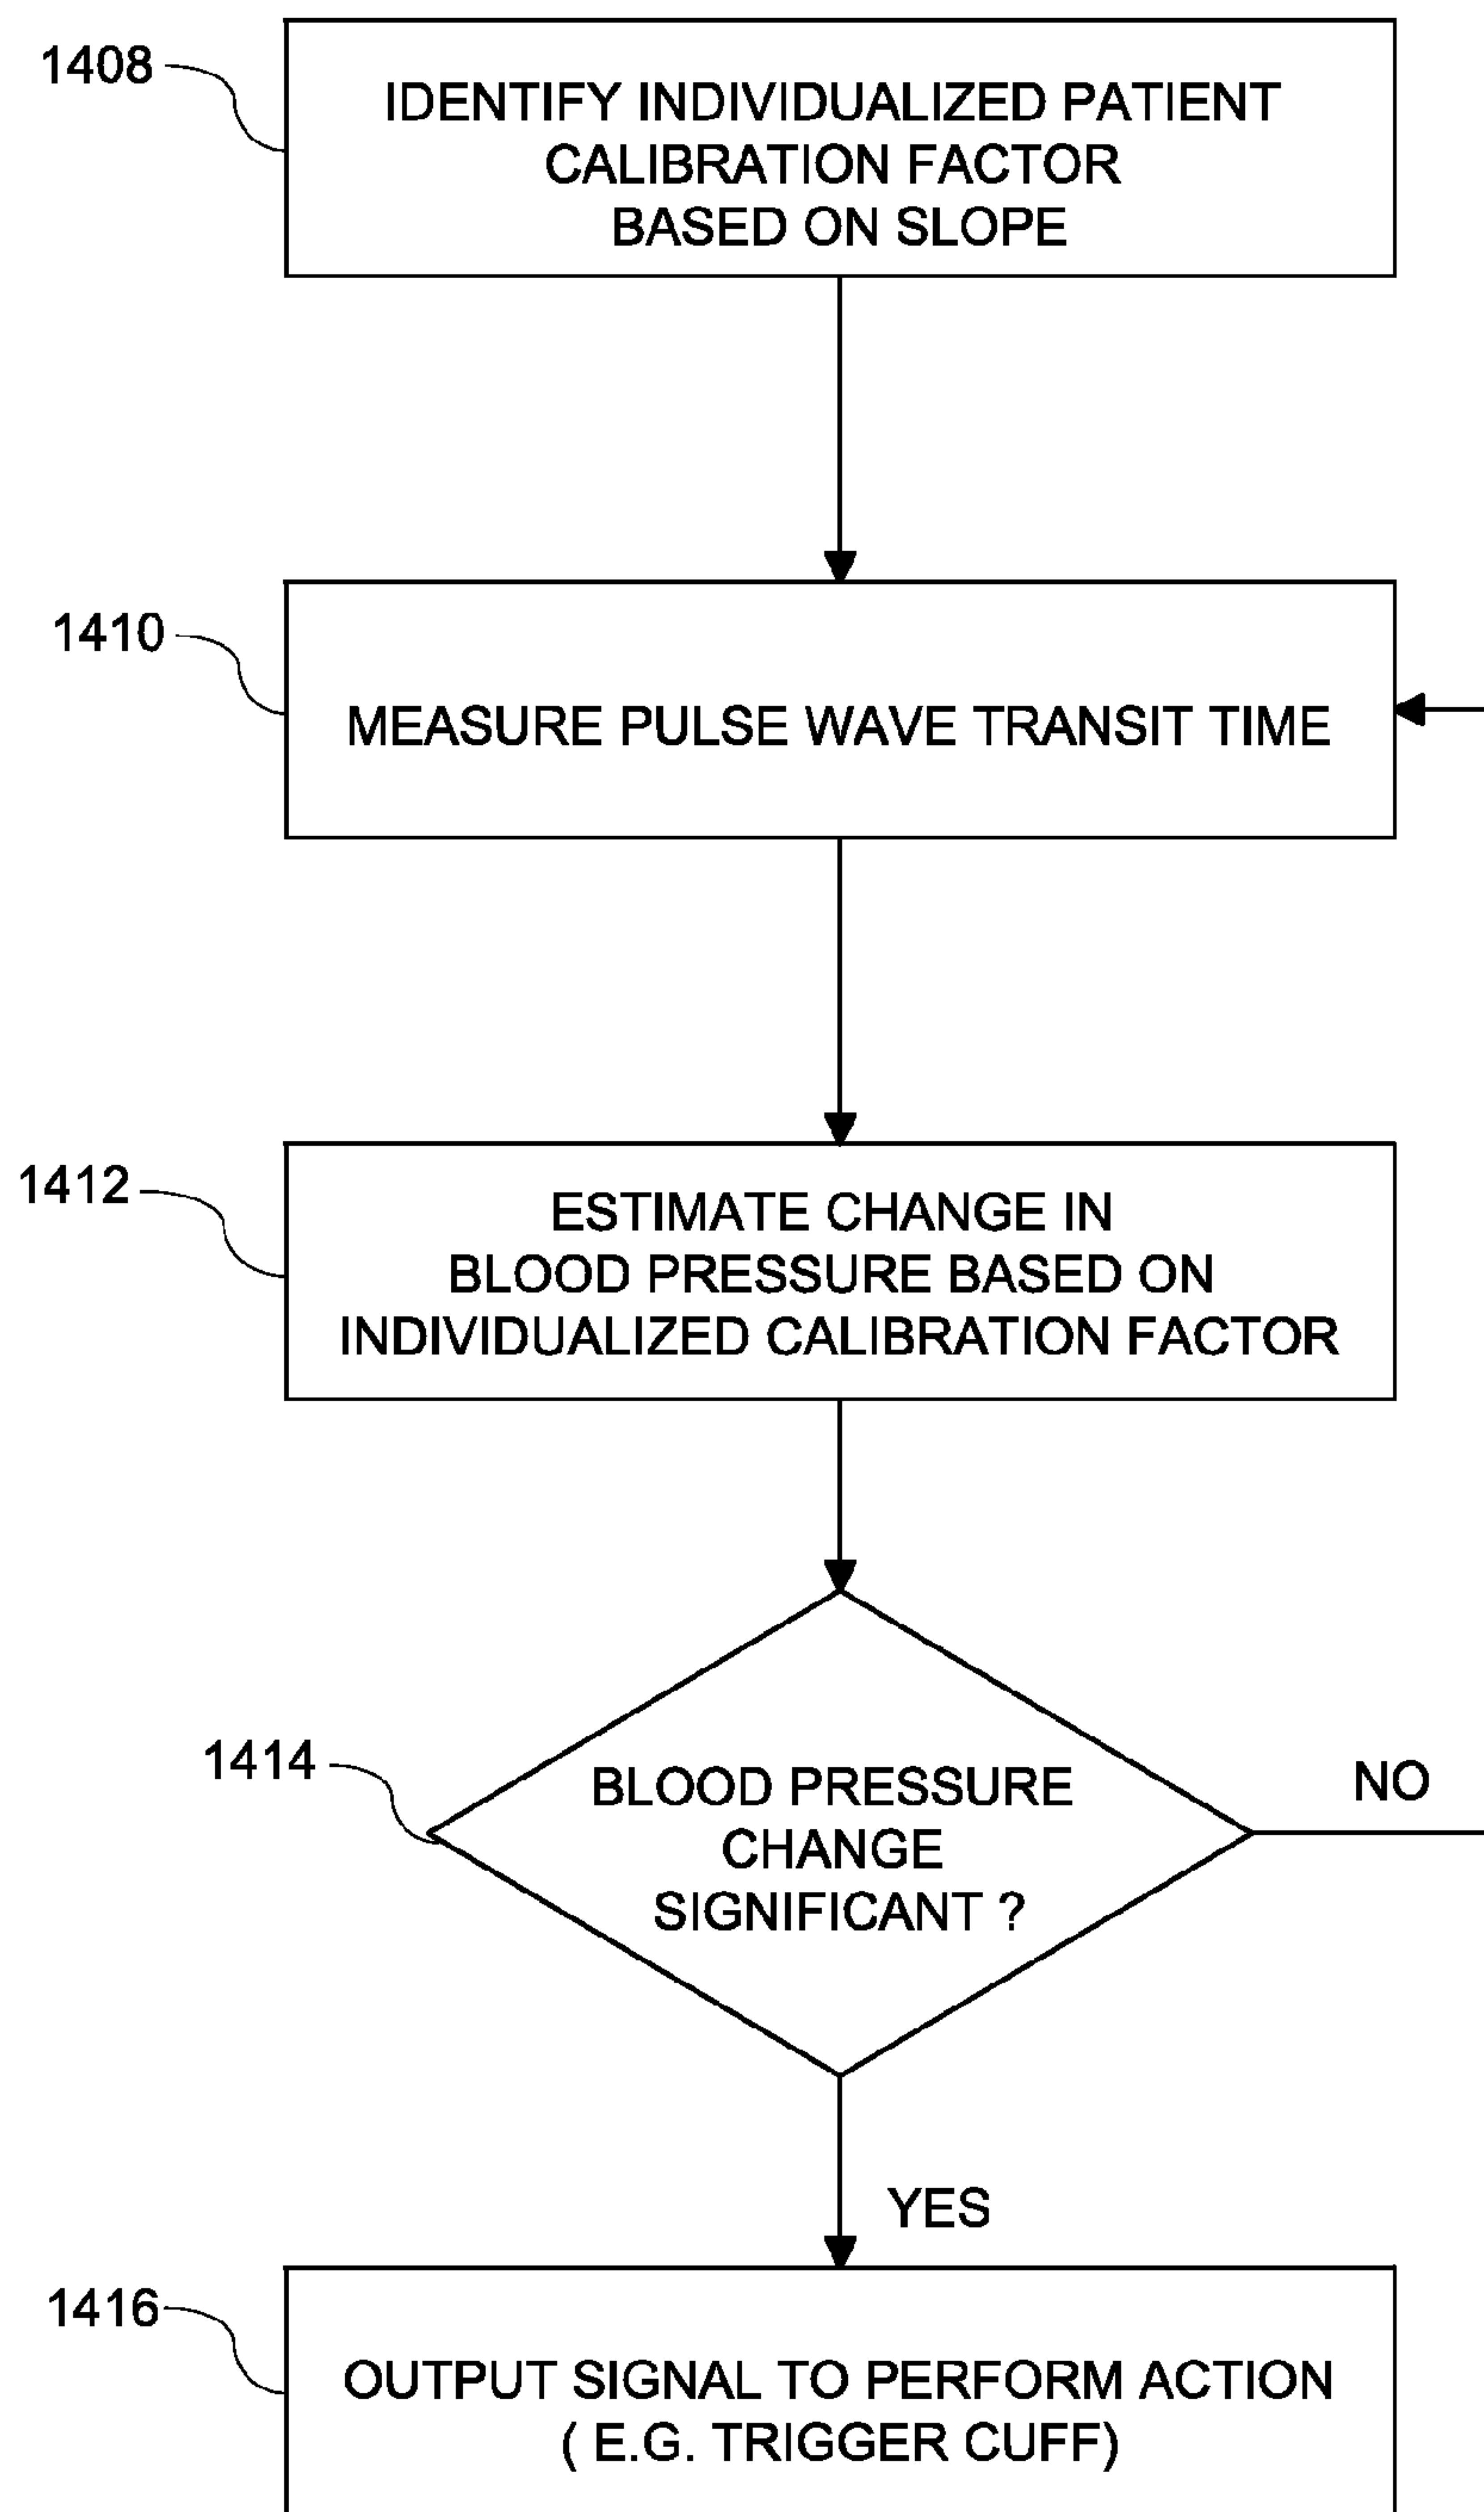 1408
IDENTIFY INDIVIDUALIZED PATIENT
CALIBRATION FACTOR
BASED ON SLOPE
1410
MEASURE PULSE WAVE TRANSIT TIME
1412
ESTIMATE CHANGE IN
BLOOD PRESSURE BASED ON
INDIVIDUALIZED CALIBRATION FACTOR
1414
BLOOD PRESSURE
CHANGE
SIGNIFICANT ?
NO
YES
1416
OUTPUT SIGNAL TO PERFORM ACTION
( E.G. TRIGGER CUFF)